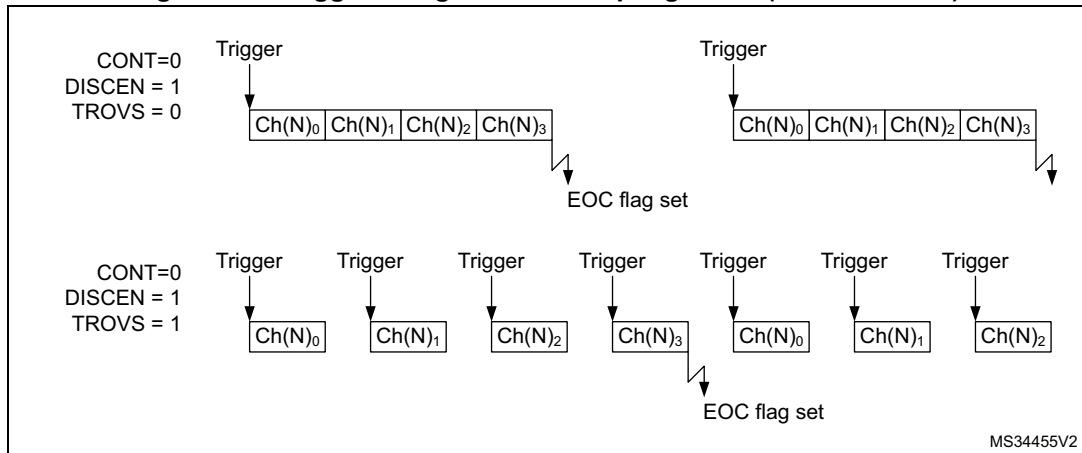 Trigger Trigger
CONT=0
DISCEN = 1
TROVS = 0
Ch(N)₀ Ch(N)₁ Ch(N)₂ Ch(N)₃ Ch(N)₀ Ch(N)₁ Ch(N)₂ Ch(N)₃
EOC flag set
Trigger Trigger Trigger Trigger Trigger Trigger Trigger
CONT=0
DISCEN = 1
TROVS = 1
Ch(N)₀ Ch(N)₁ Ch(N)₂ Ch(N)₃ Ch(N)₀ Ch(N)₁ Ch(N)₂
EOC flag set
MS34455V2